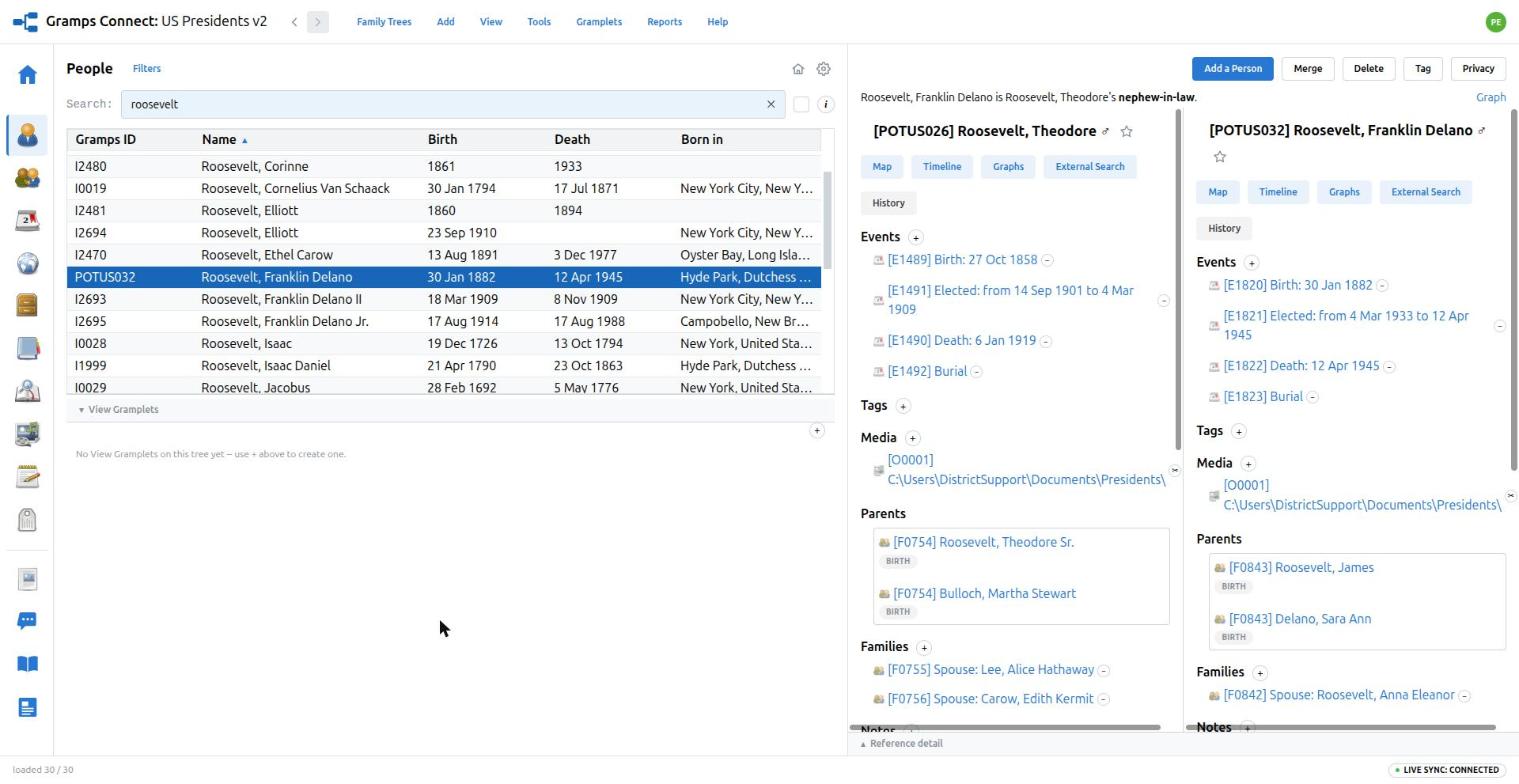 Gramps Connect: US Presidents v2
Family Trees
Add
View
Tools
Gramplets
Reports
Help
PE
People
Filters
Search:
roosevelt
Gramps ID Name Birth Death Born in
I2480 Roosevelt, Corinne 1861 1933
I0019 Roosevelt, Cornelius Van Schaack 30 Jan 1794 17 Jul 1871 New York City, New Y...
I2481 Roosevelt, Elliott 1860 1894
I2694 Roosevelt, Elliott 23 Sep 1910 New York City, New Y...
I2470 Roosevelt, Ethel Carow 13 Aug 1891 3 Dec 1977 Oyster Bay, Long Isla...
POTUS032 Roosevelt, Franklin Delano 30 Jan 1882 12 Apr 1945 Hyde Park, Dutchess ...
I2693 Roosevelt, Franklin Delano II 18 Mar 1909 8 Nov 1909 New York City, New Y...
I2695 Roosevelt, Franklin Delano Jr. 17 Aug 1914 17 Aug 1988 Campobello, New Br...
I0028 Roosevelt, Isaac 19 Dec 1726 13 Oct 1794 New York, United Sta...
I1999 Roosevelt, Isaac Daniel 21 Apr 1790 23 Oct 1863 Hyde Park, Dutchess ...
I0029 Roosevelt, Jacobus 28 Feb 1692 5 May 1776 New York, United Sta...
View Gramplets
No View Gramplets on this tree yet – use + above to create one.
Add a Person
Merge
Delete
Tag
Privacy
Roosevelt, Franklin Delano is Roosevelt, Theodore's nephew-in-law.
Graph
[POTUS026] Roosevelt, Theodore ♂
Map
Timeline
Graphs
External Search
History
Events
[E1489] Birth: 27 Oct 1858
[E1491] Elected: from 14 Sep 1901 to 4 Mar
1909
[E1490] Death: 6 Jan 1919
[E1492] Burial
Tags
Media
[O0001]
C:\Users\DistrictSupport\Documents\Presidents\
Parents
[F0754] Roosevelt, Theodore Sr.
BIRTH
[F0754] Bulloch, Martha Stewart
BIRTH
Families
[F0755] Spouse: Lee, Alice Hathaway
[F0756] Spouse: Carow, Edith Kermit
Notes
[POTUS032] Roosevelt, Franklin Delano ♂
Map
Timeline
Graphs
External Search
History
Events
[E1820] Birth: 30 Jan 1882
[E1821] Elected: from 4 Mar 1933 to 12 Apr
1945
[E1822] Death: 12 Apr 1945
[E1823] Burial
Tags
Media
[O0001]
C:\Users\DistrictSupport\Documents\Presidents\
Parents
[F0843] Roosevelt, James
BIRTH
[F0843] Delano, Sara Ann
BIRTH
Families
[F0842] Spouse: Roosevelt, Anna Eleanor
Notes
Reference detail
loaded 30 / 30
LIVE SYNC: CONNECTED